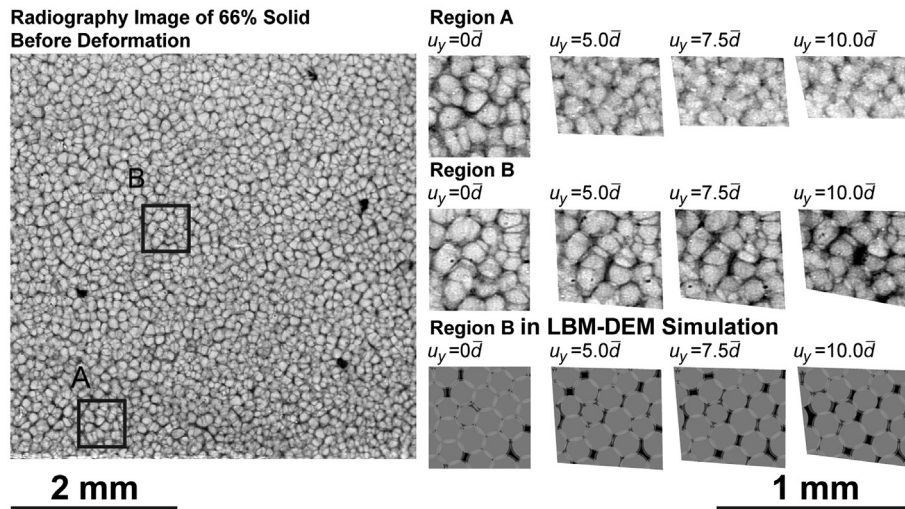 Radiography Image of 66% Solid
Before Deformation
B
A
2 mm
Region A
u_y=0d̅ u_y=5.0d̅ u_y=7.5d̅ u_y=10.0d̅
Region B
u_y=0d̅ u_y=5.0d̅ u_y=7.5d̅ u_y=10.0d̅
Region B in LBM-DEM Simulation
u_y=0d̅ u_y=5.0d̅ u_y=7.5d̅ u_y=10.0d̅
1 mm